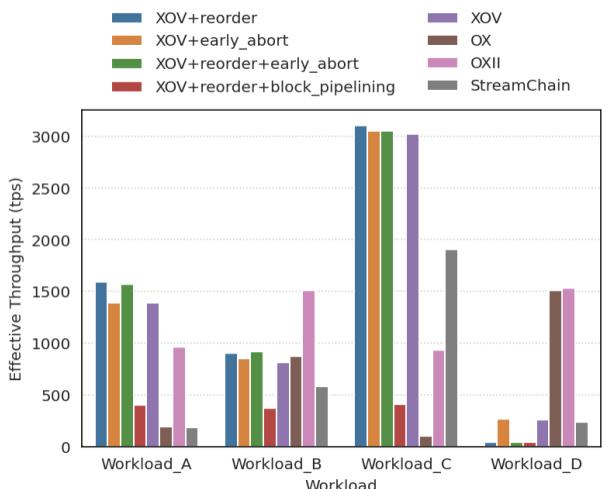 XOV+reorder
XOV+early_abort
XOV+reorder+early_abort
XOV+reorder+block_pipelining
XOV
OX
OXII
StreamChain
Effective Throughput (tps)
3000
2500
2000
1500
1000
500
0
Workload_A Workload_B Workload_C Workload_D
Workload